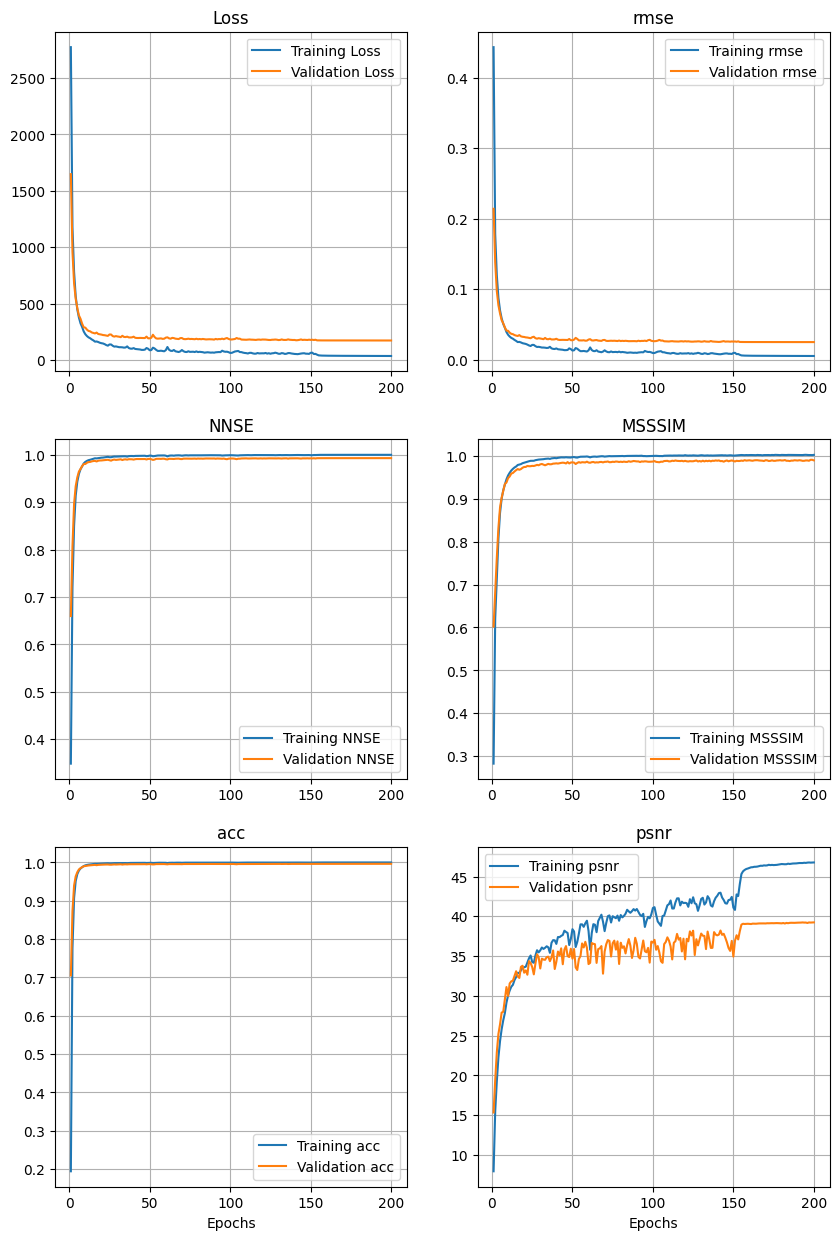 Loss
Training Loss
Validation Loss
2500
2000
1500
1000
500
0
0 50 100 150 200
rmse
Training rmse
Validation rmse
0.4
0.3
0.2
0.1
0.0
0 50 100 150 200
NNSE
1.0
0.9
0.8
0.7
0.6
0.5
0.4
Training NNSE
Validation NNSE
0 50 100 150 200
MSSSIM
1.0
0.9
0.8
0.7
0.6
0.5
0.4
0.3
Training MSSSIM
Validation MSSSIM
0 50 100 150 200
acc
1.0
0.9
0.8
0.7
0.6
0.5
0.4
0.3
0.2
Training acc
Validation acc
0 50 100 150 200
Epochs
psnr
Training psnr
Validation psnr
45
40
35
30
25
20
15
10
0 50 100 150 200
Epochs